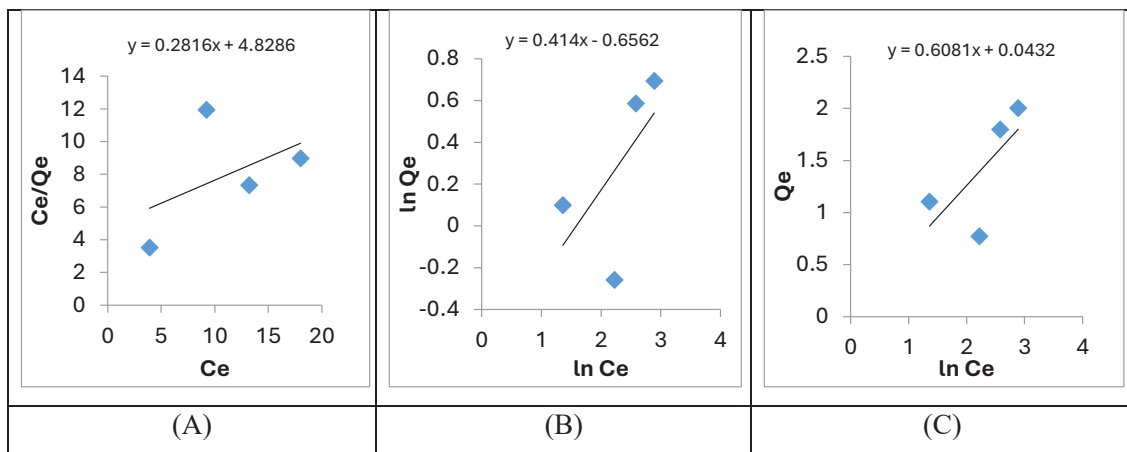 y = 0.2816x + 4.8286
14
12
10
8
6
4
2
0
0 5 10 15 20
Ce/Qe
Ce
y = 0.414x - 0.6562
0.8
0.6
0.4
0.2
0
-0.2
-0.4
0 1 2 3 4
ln Qe
ln Ce
y = 0.6081x + 0.0432
2.5
2
1.5
1
0.5
0
0 1 2 3 4
Qe
ln Ce
(A) (B) (C)